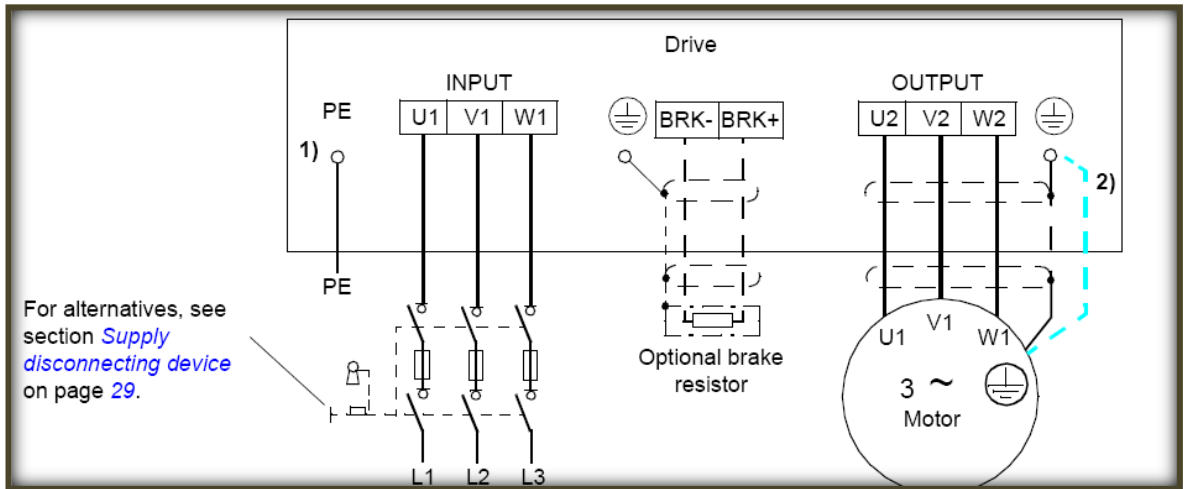 Drive
INPUT
OUTPUT
PE
U1 V1 W1
BRK- BRK+
U2 V2 W2
1)
2)
PE
For alternatives, see
section Supply
disconnecting device
on page 29.
Optional brake
resistor
U1 V1 W1
3 ~
Motor
L1 L2 L3